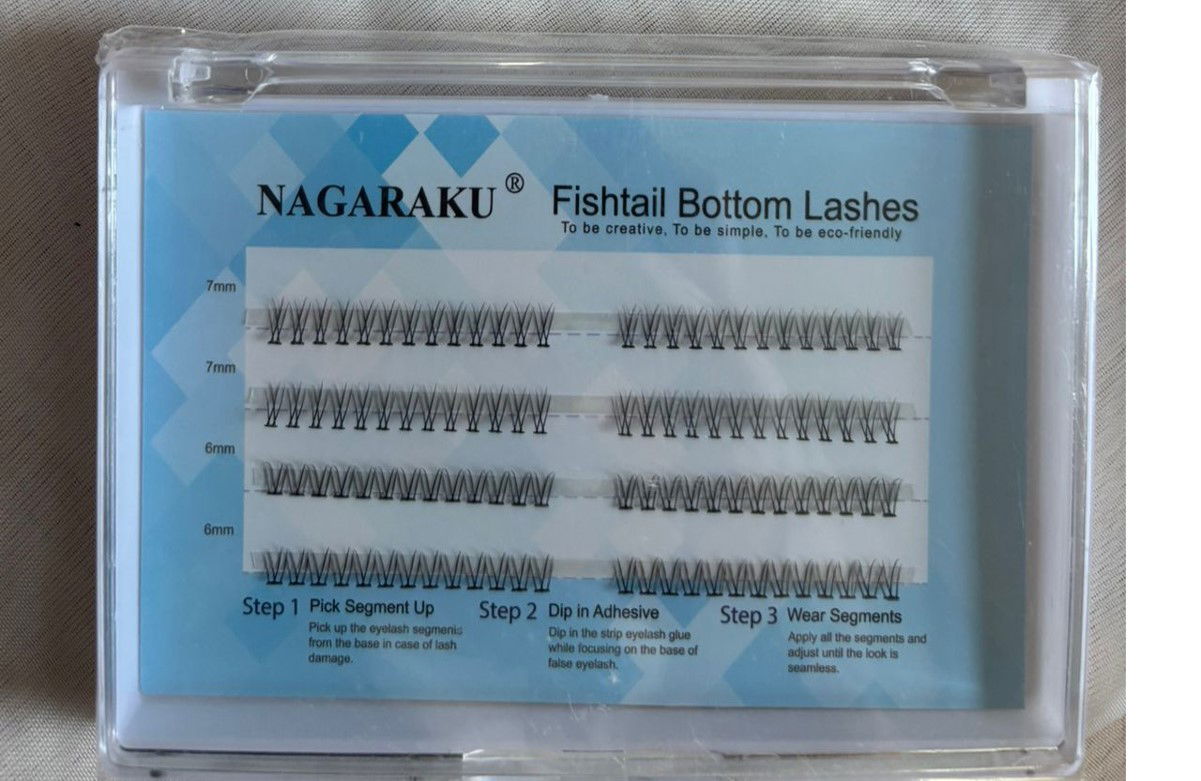 NAGARAKU® Fishtail Bottom Lashes
To be creative, To be simple, To be eco-friendly
7mm
7mm
6mm
6mm
Step 1 Pick Segment Up
Pick up the eyelash segments
from the base in case of lash
damage.
Step 2 Dip in Adhesive
Dip in the strip eyelash glue
while focusing on the base of
false eyelash.
Step 3 Wear Segments
Apply all the segments and
adjust until the look is
seamless.